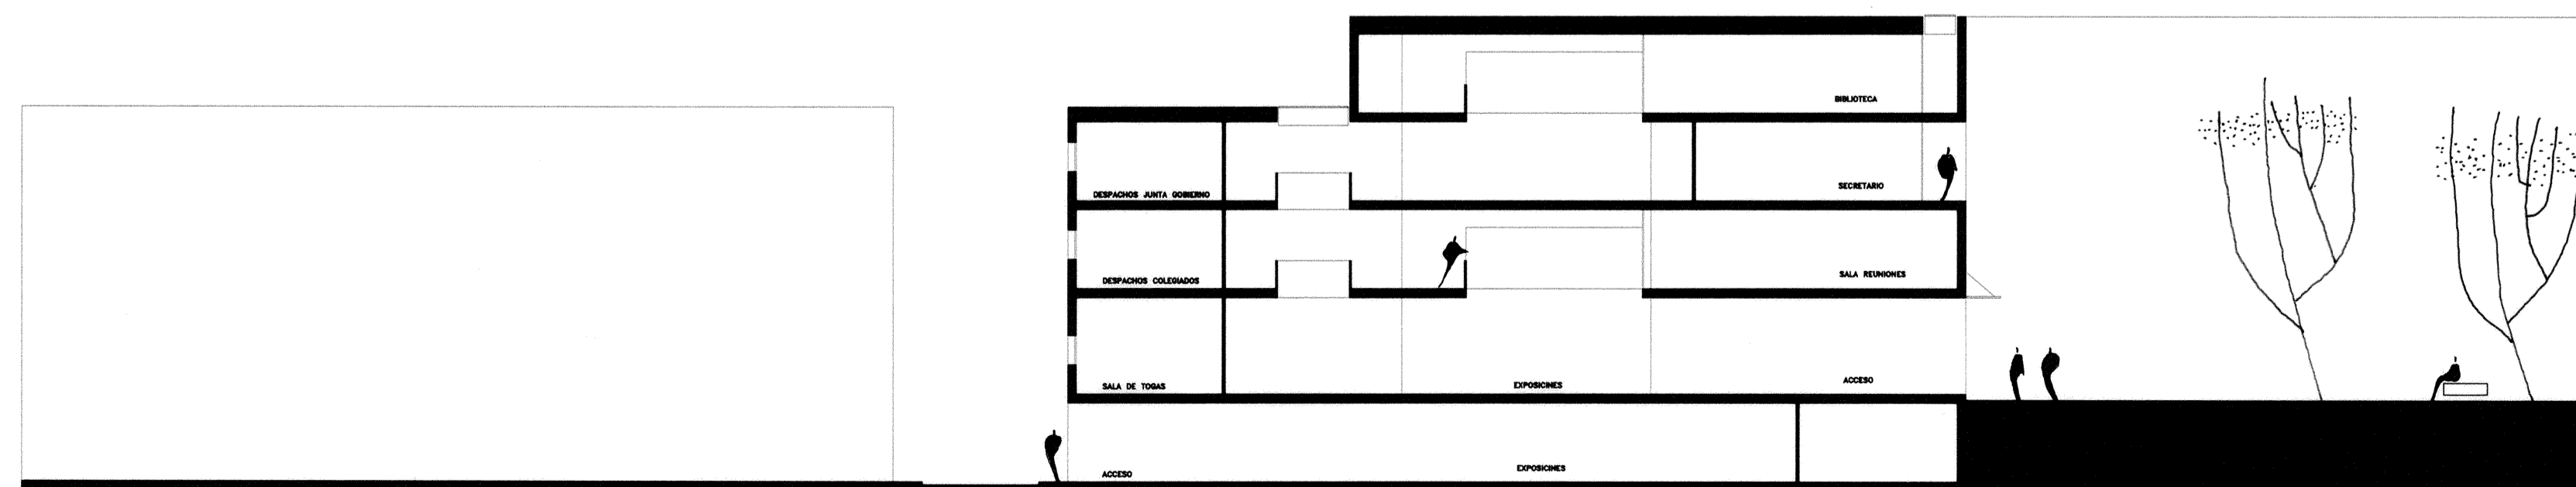 BIBLIOTECA
DESPACHOS JUNTA GOBIERNO
SECRETARIO
DESPACHOS COLEGIADOS
SALA REUNIONES
SALA DE TOGAS
EXPOSICINES
ACCESO
ACCESO
EXPOSICINES